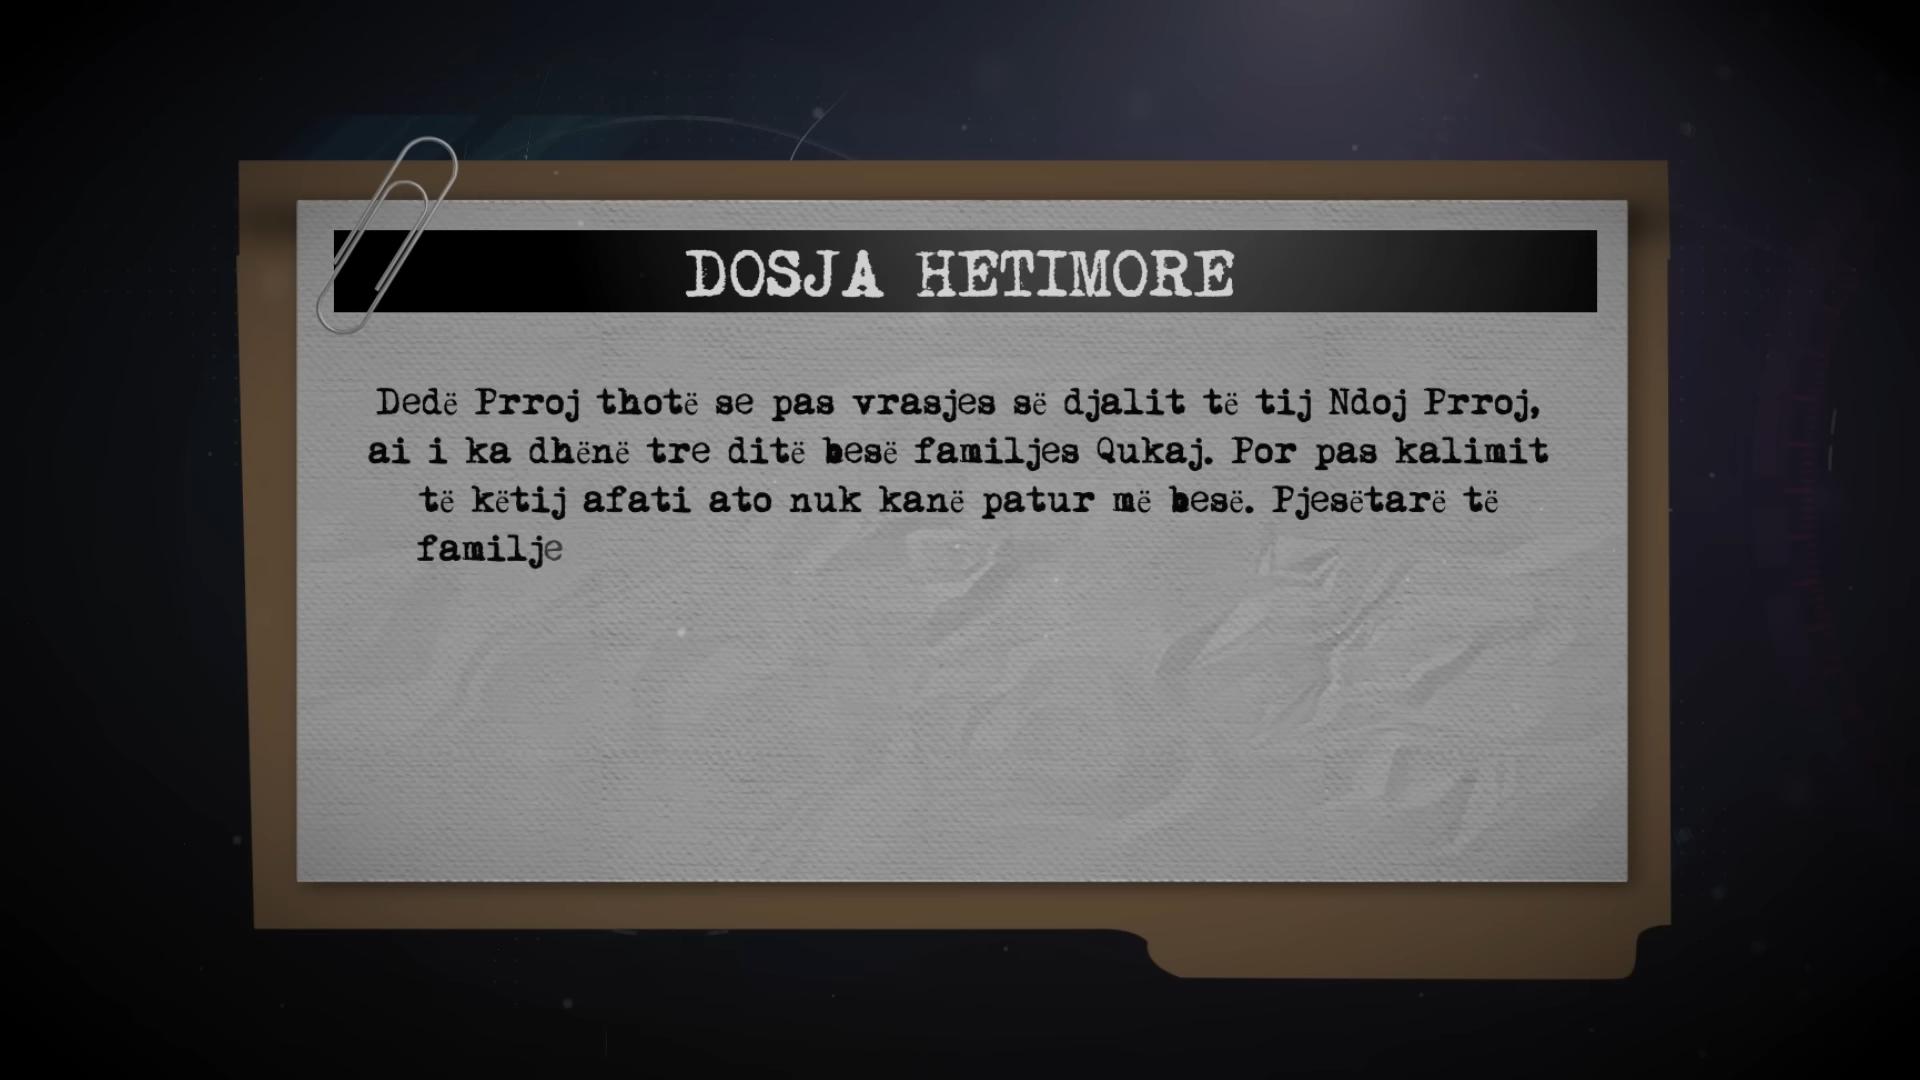 DOSJA HETIMORE
Dedë Prroj thotë se pas vrasjes së djalit të tij Ndoj Prroj,
ai i ka dhënë tre ditë besë familjes Qukaj. Por pas kalimit
të këtij afati ato nuk kanë patur më besë. Pjesëtarë të
familje